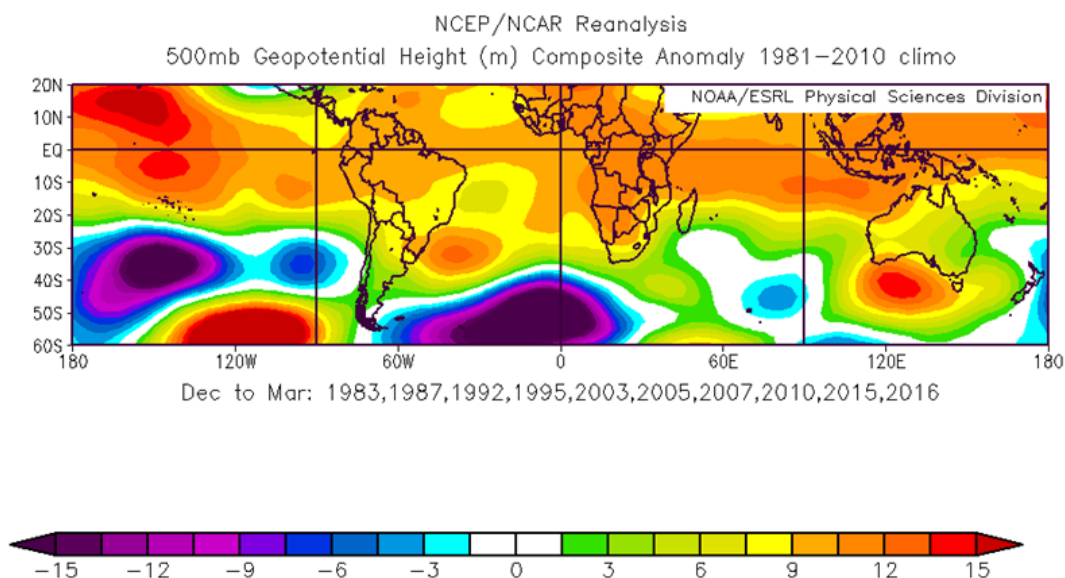 NCEP/NCAR Reanalysis
500mb Geopotential Height (m) Composite Anomaly 1981−2010 climo
NOAA/ESRL Physical Sciences Division
20N
10N
EQ
10S
20S
30S
40S
50S
60S
180 120W 60W 0 60E 120E 180
Dec to Mar: 1983,1987,1992,1995,2003,2005,2007,2010,2015,2016
−15 −12 −9 −6 −3 0 3 6 9 12 15